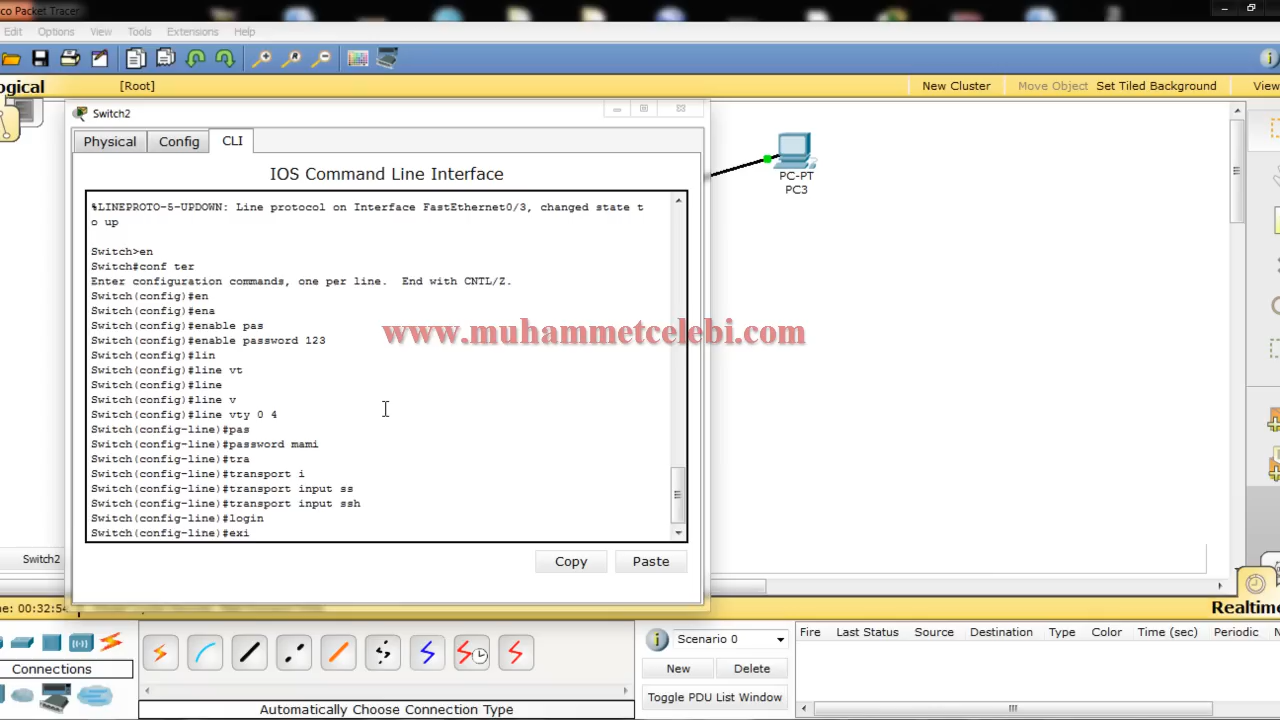 co Packet Tracer
Edit Options View Tools Extensions Help
ogical [Root] New Cluster Move Object Set Tiled Background View
Switch2
Physical Config CLI
IOS Command Line Interface
%LINEPROTO-5-UPDOWN: Line protocol on Interface FastEthernet0/3, changed state t
o up
Switch>en
Switch#conf ter
Enter configuration commands, one per line.  End with CNTL/Z.
Switch(config)#en
Switch(config)#ena
Switch(config)#enable pas
Switch(config)#enable password 123
Switch(config)#lin
Switch(config)#line vt
Switch(config)#line
Switch(config)#line v
Switch(config)#line vty 0 4
Switch(config-line)#pas
Switch(config-line)#password mami
Switch(config-line)#tra
Switch(config-line)#transport i
Switch(config-line)#transport input ss
Switch(config-line)#transport input ssh
Switch(config-line)#login
Switch(config-line)#exi
www.muhammetcelebi.com
PC-PT
PC3
Copy Paste
Switch2
ne: 00:32:54
Realtime
Connections
Automatically Choose Connection Type
Scenario 0
New Delete
Toggle PDU List Window
Fire Last Status Source Destination Type Color Time (sec) Periodic N